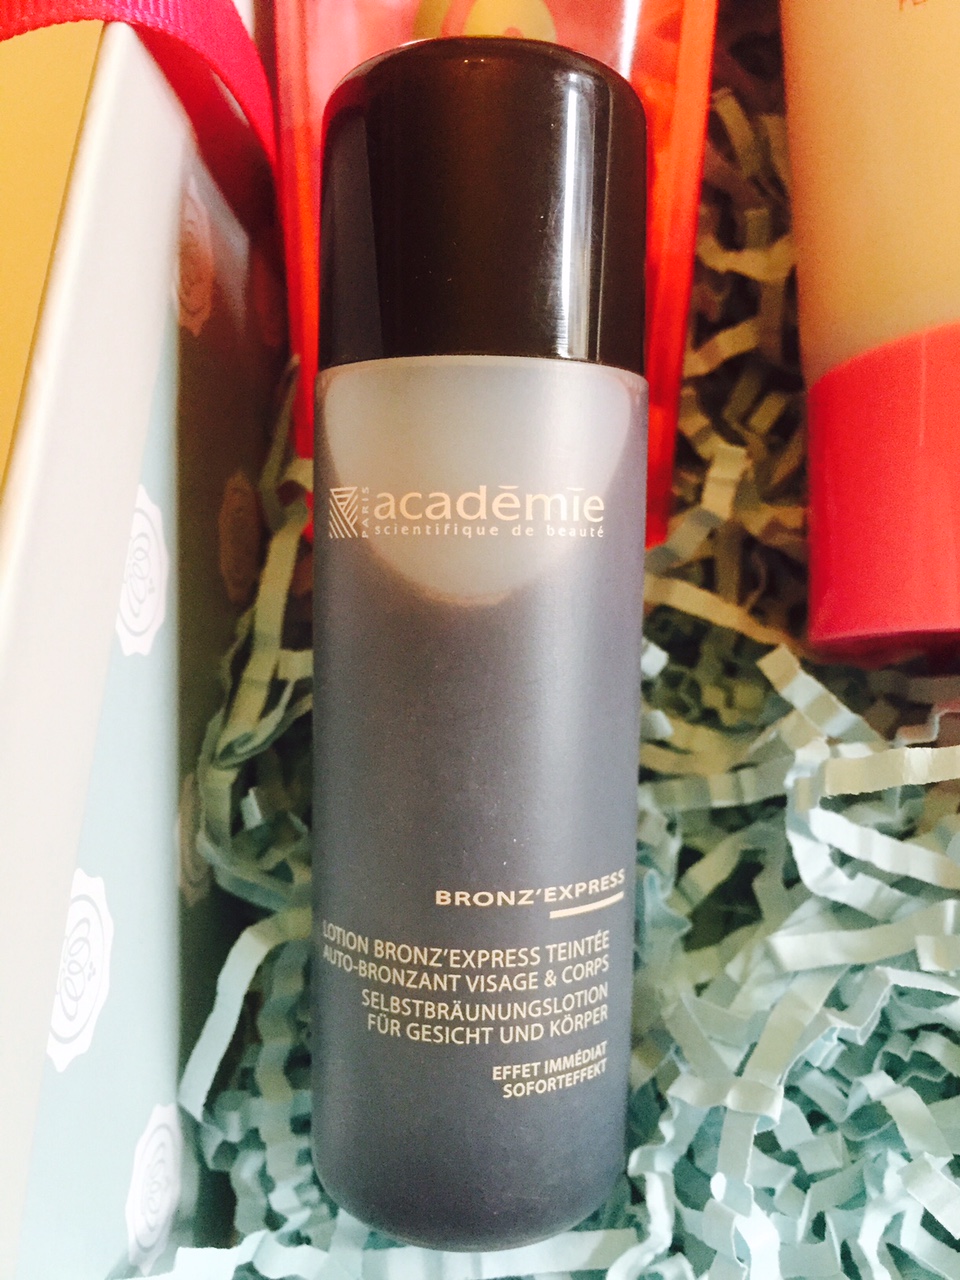 PARIS
académie
scientifique de beauté
BRONZ'EXPRESS
LOTION BRONZ'EXPRESS TEINTÉE
AUTO-BRONZANT VISAGE & CORPS
SELBSTBRÄUNUNGSLOTION
FÜR GESICHT UND KÖRPER
EFFET IMMÉDIAT
SOFORTEFFEKT